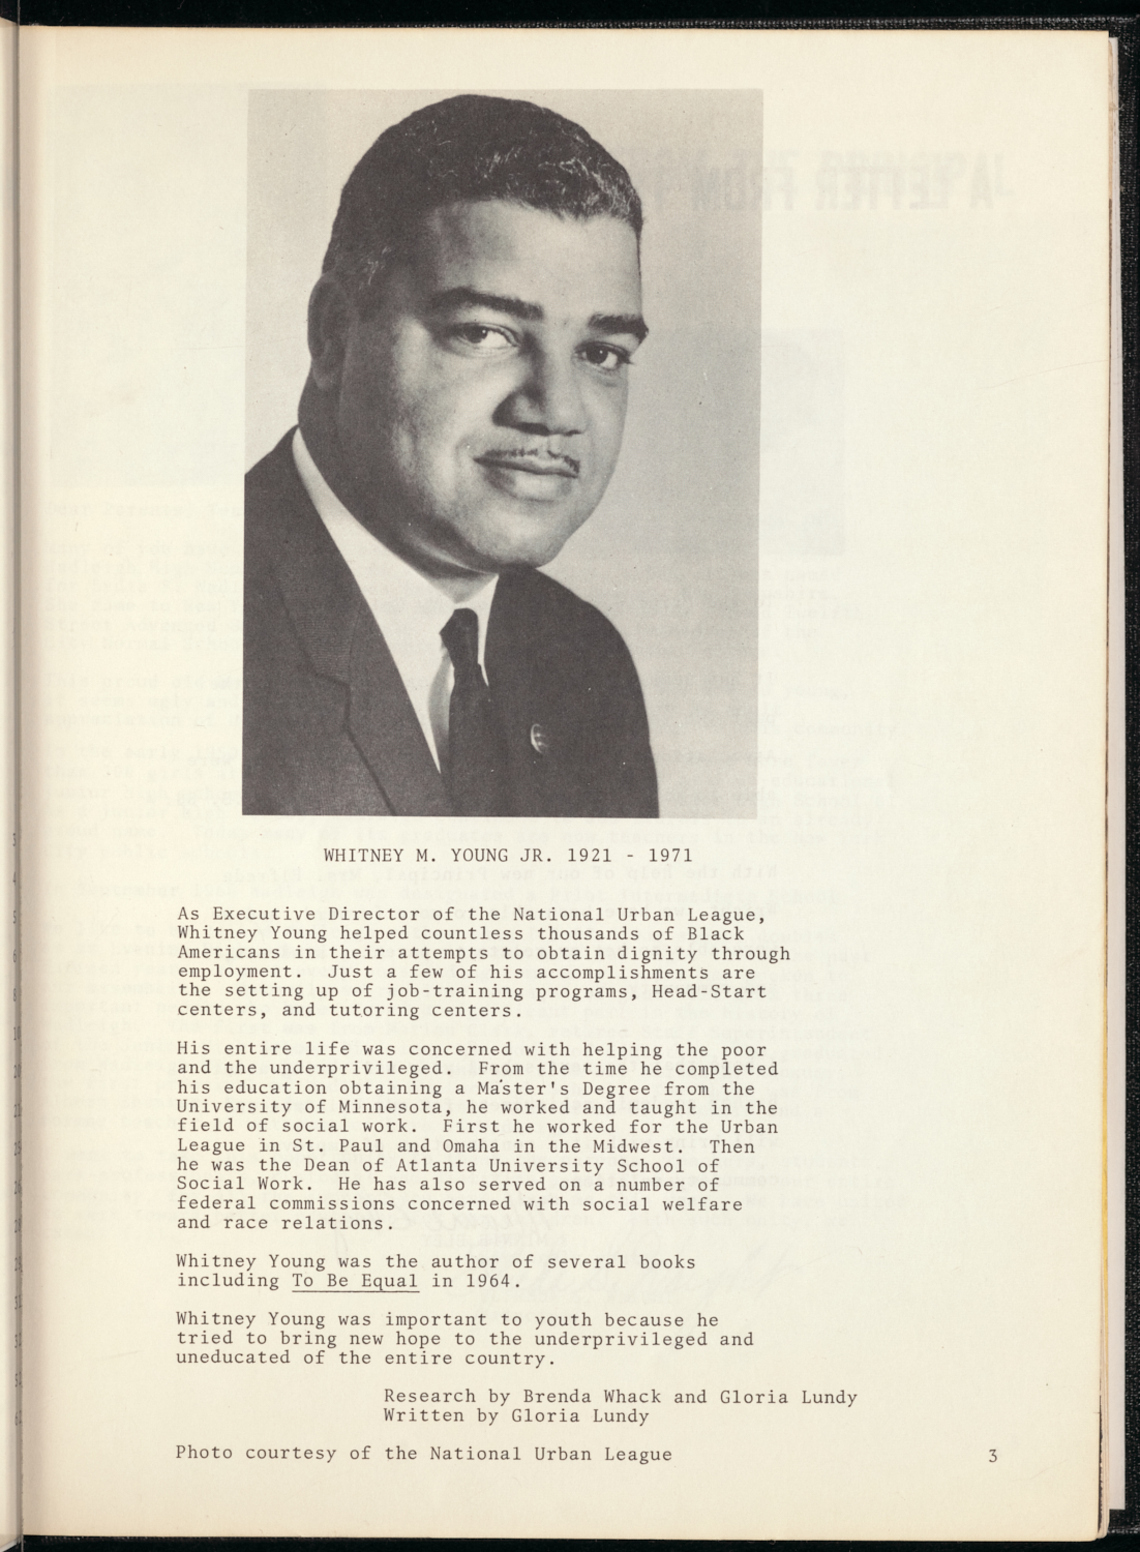 WHITNEY M. YOUNG JR. 1921 - 1971
As Executive Director of the National Urban League,
Whitney Young helped countless thousands of Black
Americans in their attempts to obtain dignity through
employment. Just a few of his accomplishments are
the setting up of job-training programs, Head-Start
centers, and tutoring centers.
His entire life was concerned with helping the poor
and the underprivileged. From the time he completed
his education obtaining a Master's Degree from the
University of Minnesota, he worked and taught in the
field of social work. First he worked for the Urban
League in St. Paul and Omaha in the Midwest. Then
he was the Dean of Atlanta University School of
Social Work. He has also served on a number of
federal commissions concerned with social welfare
and race relations.
Whitney Young was the author of several books
including To Be Equal in 1964.
Whitney Young was important to youth because he
tried to bring new hope to the underprivileged and
uneducated of the entire country.
Research by Brenda Whack and Gloria Lundy
Written by Gloria Lundy
Photo courtesy of the National Urban League
3